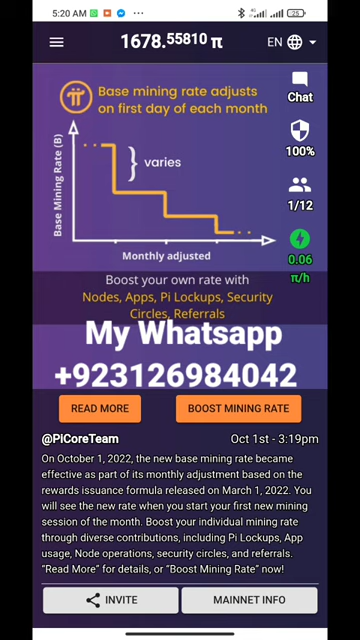 5:20 AM
4G
25
1678.55810 π
EN
Base mining rate adjusts
on first day of each month
Chat
Base Mining Rate (B)
varies
100%
1/12
0.06
π/h
Monthly adjusted
Boost your own rate with
Nodes, Apps, Pi Lockups, Security
Circles, Referrals
My Whatsapp
+923126984042
READ MORE
BOOST MINING RATE
@PiCoreTeam
Oct 1st - 3:19pm
On October 1, 2022, the new base mining rate became
effective as part of its monthly adjustment based on the
rewards issuance formula released on March 1, 2022. You
will see the new rate when you start your first new mining
session of the month. Boost your individual mining rate
through diverse contributions, including Pi Lockups, App
usage, Node operations, security circles, and referrals.
"Read More" for details, or "Boost Mining Rate" now!
INVITE
MAINNET INFO